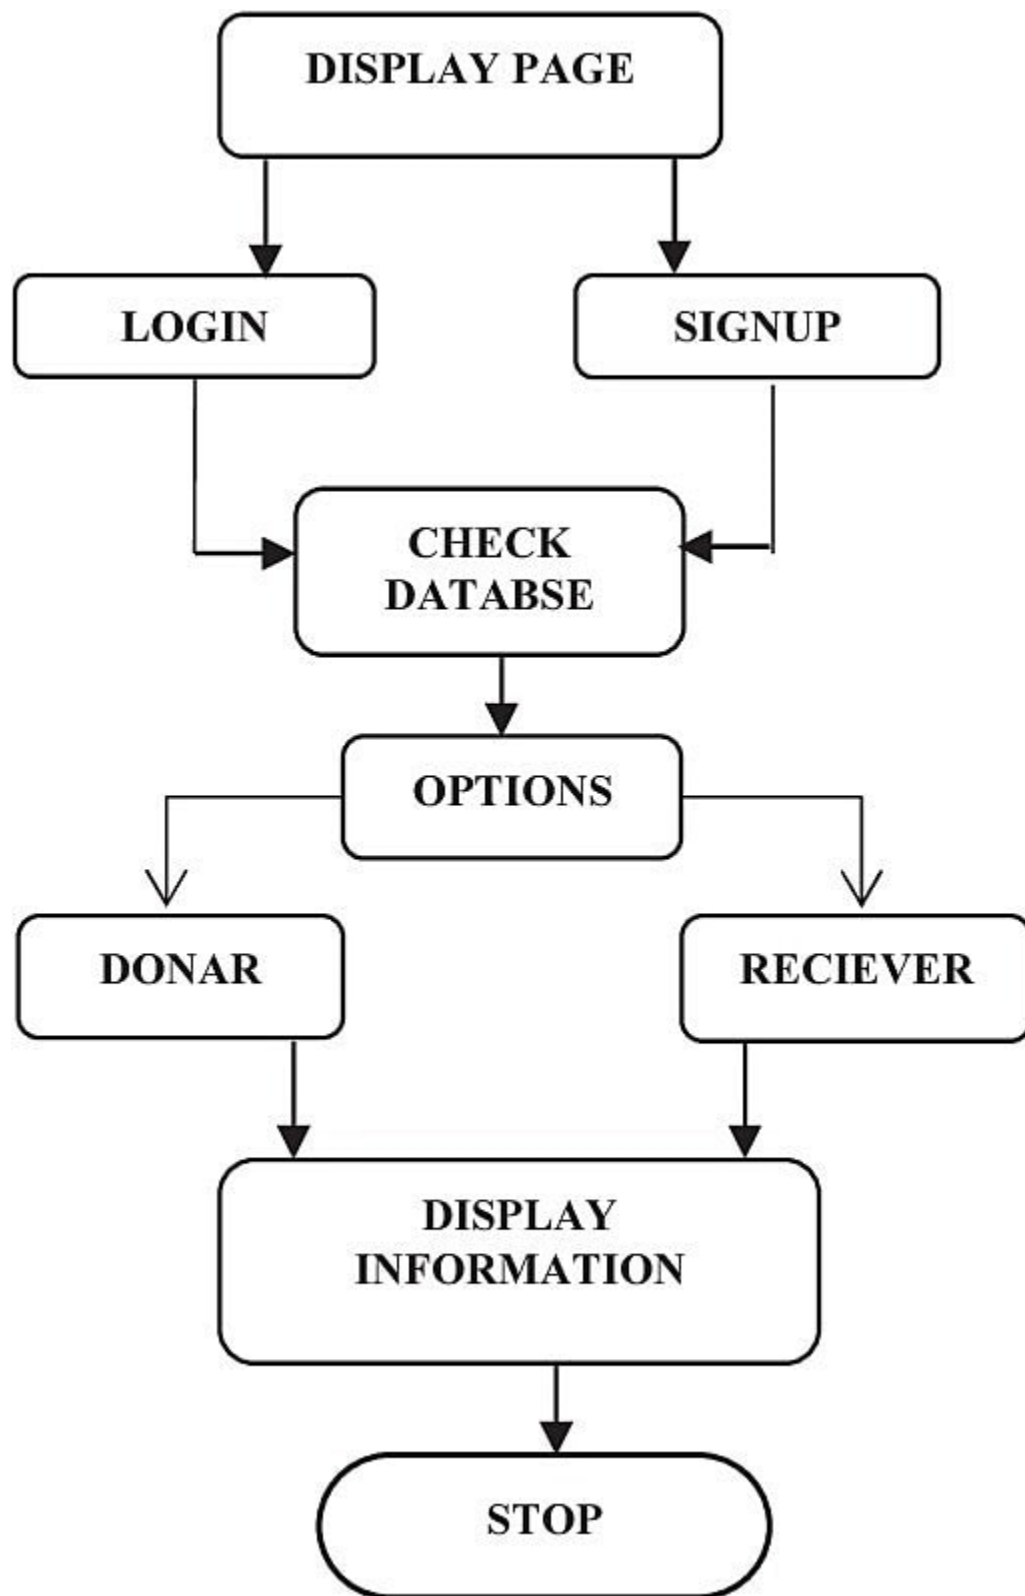 DISPLAY PAGE
LOGIN
SIGNUP
CHECK
DATABSE
OPTIONS
DONAR
RECIEVER
DISPLAY
INFORMATION
STOP